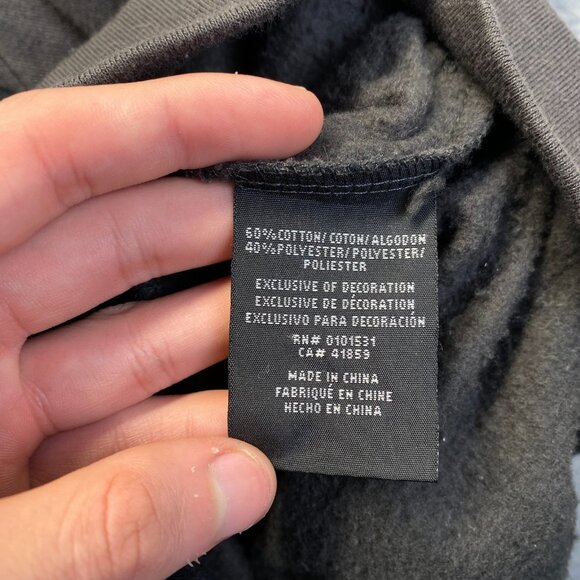 60%COTTON/COTON/ALGODON
40%POLYESTER/POLYESTER/
POLIESTER
EXCLUSIVE OF DECORATION
EXCLUSIVE DE DÉCORATION
EXCLUSIVO PARA DECORACIÓN
RN# 0101531
CA# 41859
MADE IN CHINA
FABRIQUÉ EN CHINE
HECHO EN CHINA